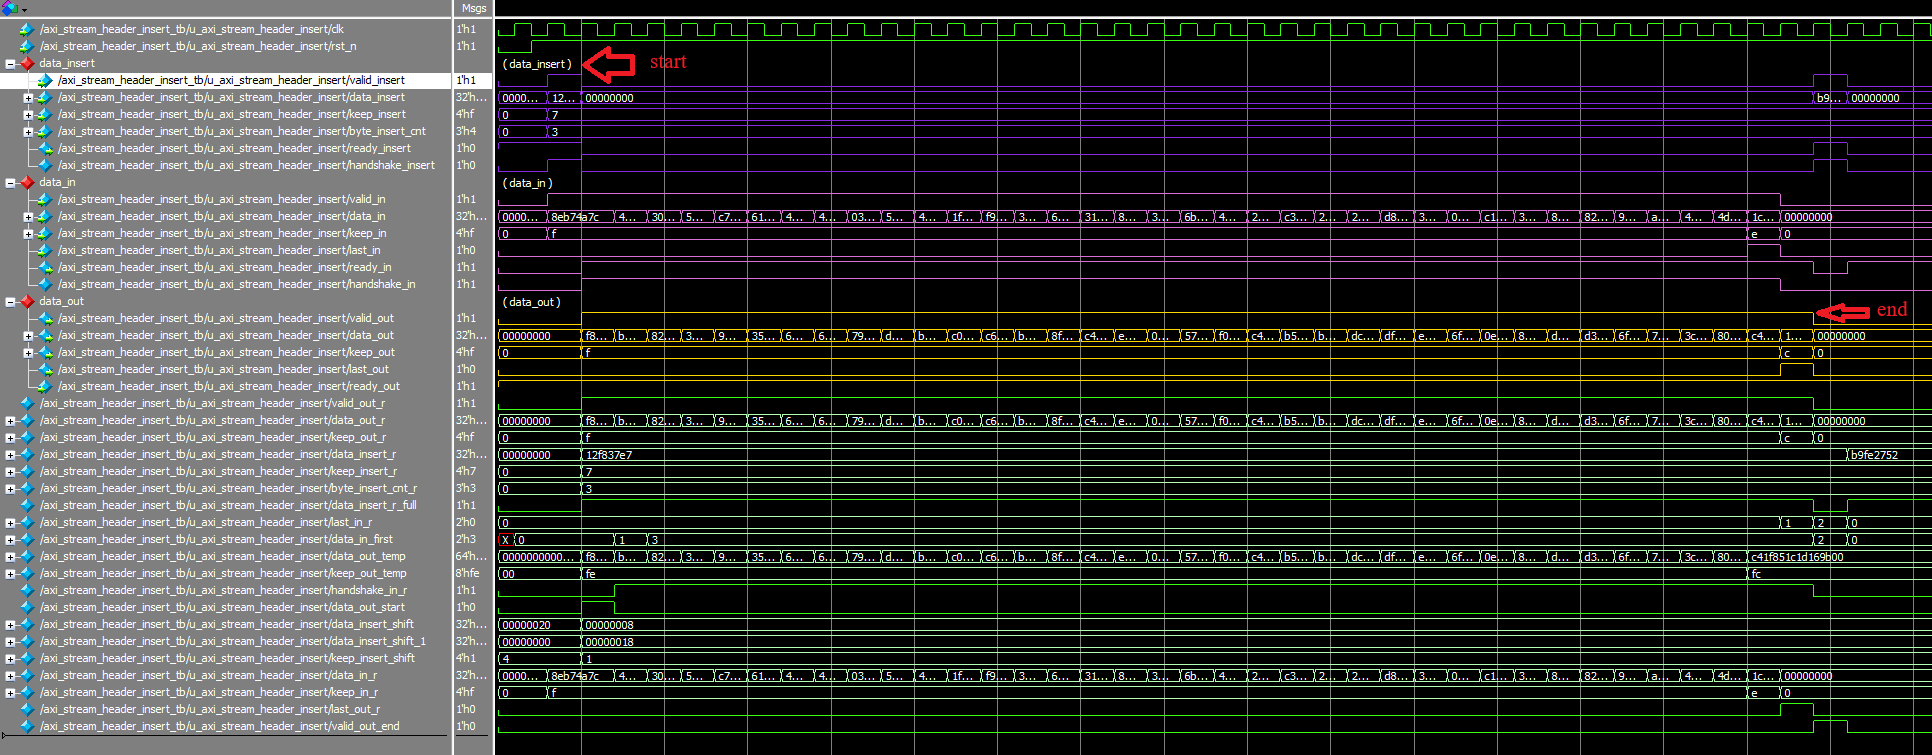 Msgs
/axi_stream_header_insert_tb/u_axi_stream_header_insert/clk 1'h1
/axi_stream_header_insert_tb/u_axi_stream_header_insert/rst_n 1'h1
data_insert (data_insert) start
/axi_stream_header_insert_tb/u_axi_stream_header_insert/valid_insert 1'h1
/axi_stream_header_insert_tb/u_axi_stream_header_insert/data_insert 32'h... 0000... 12... 00000000 b9... 00000000
/axi_stream_header_insert_tb/u_axi_stream_header_insert/keep_insert 4'hf 0 7
/axi_stream_header_insert_tb/u_axi_stream_header_insert/byte_insert_cnt 3'h4 0 3
/axi_stream_header_insert_tb/u_axi_stream_header_insert/ready_insert 1'h0
/axi_stream_header_insert_tb/u_axi_stream_header_insert/handshake_insert 1'h0
data_in (data_in)
/axi_stream_header_insert_tb/u_axi_stream_header_insert/valid_in 1'h1
/axi_stream_header_insert_tb/u_axi_stream_header_insert/data_in 32'h... 0000... 8eb74a7c 4... 30... 5... c7... 61... 4... 4... 03... 5... 4... 1f... f9... 3... 6... 31... 8... 3... 6b... 4... 2... c3... 2... 2... d8... 3... 0... c1... 3... 8... 82... 9... a... 4... 4d... 1c... 00000000
/axi_stream_header_insert_tb/u_axi_stream_header_insert/keep_in 4'hf 0 f e 0
/axi_stream_header_insert_tb/u_axi_stream_header_insert/last_in 1'h0
/axi_stream_header_insert_tb/u_axi_stream_header_insert/ready_in 1'h1
/axi_stream_header_insert_tb/u_axi_stream_header_insert/handshake_in 1'h1
data_out (data_out)
/axi_stream_header_insert_tb/u_axi_stream_header_insert/valid_out 1'h1 end
/axi_stream_header_insert_tb/u_axi_stream_header_insert/data_out 32'h... 00000000 f8... b... 82... 3... 9... 35... 6... 6... 79... d... b... c0... c6... b... 8f... c4... e... 0... 57... f0... c4... b5... b... dc... df... e... 6f... 0e... 8... d... d3... 6f... 7... 3c... 80... c4... 1... 00000000
/axi_stream_header_insert_tb/u_axi_stream_header_insert/keep_out 4'hf 0 f c 0
/axi_stream_header_insert_tb/u_axi_stream_header_insert/last_out 1'h0
/axi_stream_header_insert_tb/u_axi_stream_header_insert/ready_out 1'h1
/axi_stream_header_insert_tb/u_axi_stream_header_insert/valid_out_r 1'h1
/axi_stream_header_insert_tb/u_axi_stream_header_insert/data_out_r 32'h... 00000000 f8... b... 82... 3... 9... 35... 6... 6... 79... d... b... c0... c6... b... 8f... c4... e... 0... 57... f0... c4... b5... b... dc... df... e... 6f... 0e... 8... d... d3... 6f... 7... 3c... 80... c4... 1... 00000000
/axi_stream_header_insert_tb/u_axi_stream_header_insert/keep_out_r 4'hf 0 f c 0
/axi_stream_header_insert_tb/u_axi_stream_header_insert/data_insert_r 32'h... 00000000 12f837e7 b9fe2752
/axi_stream_header_insert_tb/u_axi_stream_header_insert/keep_insert_r 4'h7 0 7
/axi_stream_header_insert_tb/u_axi_stream_header_insert/byte_insert_cnt_r 3'h3 0 3
/axi_stream_header_insert_tb/u_axi_stream_header_insert/data_insert_r_full 1'h1
/axi_stream_header_insert_tb/u_axi_stream_header_insert/last_in_r 2'h0 0 1 2 0
/axi_stream_header_insert_tb/u_axi_stream_header_insert/data_in_first 2'h3 X 0 1 3 2 0
/axi_stream_header_insert_tb/u_axi_stream_header_insert/data_out_temp 64'h... 0000000000... f8... b... 82... 3... 9... 35... 6... 6... 79... d... b... c0... c6... b... 8f... c4... e... 0... 57... f0... c4... b5... b... dc... df... e... 6f... 0e... 8... d... d3... 6f... 7... 3c... 80... c41f851c1d169b00
/axi_stream_header_insert_tb/u_axi_stream_header_insert/keep_out_temp 8'hfe 00 fe fc
/axi_stream_header_insert_tb/u_axi_stream_header_insert/handshake_in_r 1'h1
/axi_stream_header_insert_tb/u_axi_stream_header_insert/data_out_start 1'h0
/axi_stream_header_insert_tb/u_axi_stream_header_insert/data_insert_shift 32'h... 00000020 00000008
/axi_stream_header_insert_tb/u_axi_stream_header_insert/data_insert_shift_1 32'h... 00000000 00000018
/axi_stream_header_insert_tb/u_axi_stream_header_insert/keep_insert_shift 4'h1 4 1
/axi_stream_header_insert_tb/u_axi_stream_header_insert/data_in_r 32'h... 0000... 8eb74a7c 4... 30... 5... c7... 61... 4... 4... 03... 5... 4... 1f... f9... 3... 6... 31... 8... 3... 6b... 4... 2... c3... 2... 2... d8... 3... 0... c1... 3... 8... 82... 9... a... 4... 4d... 1c... 00000000
/axi_stream_header_insert_tb/u_axi_stream_header_insert/keep_in_r 4'hf 0 f e 0
/axi_stream_header_insert_tb/u_axi_stream_header_insert/last_out_r 1'h0
/axi_stream_header_insert_tb/u_axi_stream_header_insert/valid_out_end 1'h0